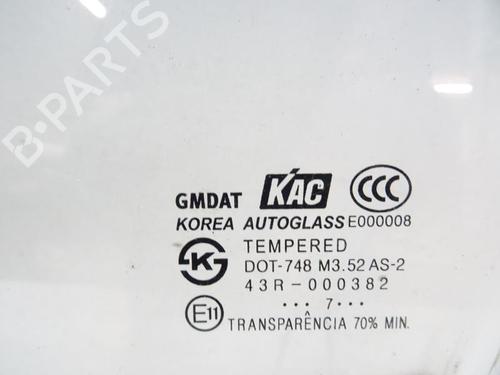 B·PARTS
GMDAT KAC CCC
KOREA AUTOGLASS E000008
S K TEMPERED
DOT-748 M3.52 AS-2
43R-000382
••• 7•••
E11 TRANSPARÊNCIA 70% MIN.